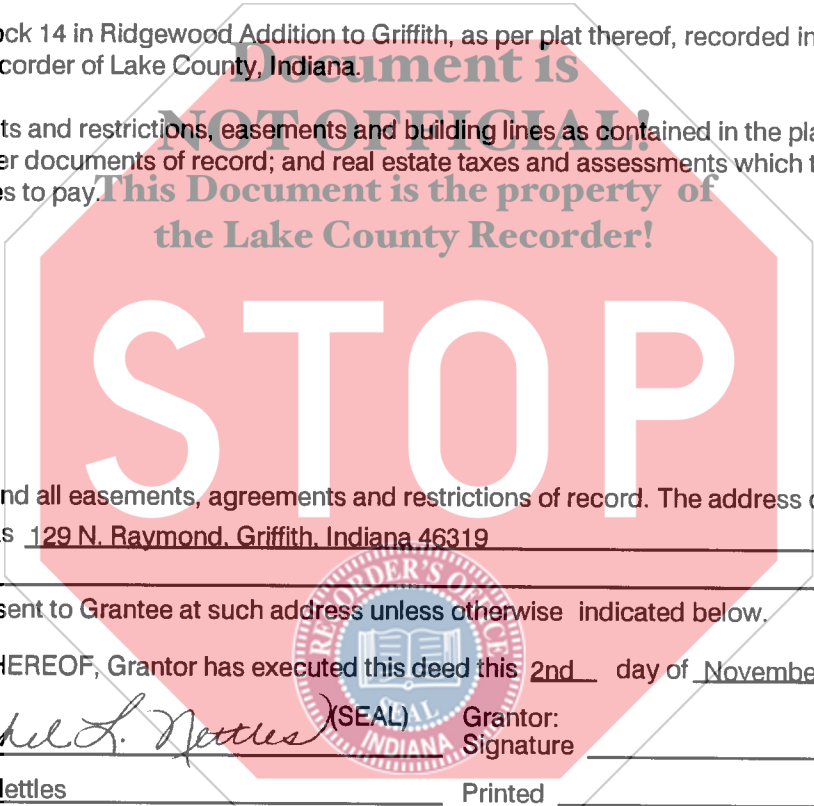 ock 14 in Ridgewood Addition to Griffith, as per plat thereof, recorded in
corder of Lake County, Indiana.
Document is
NOT OFFICIAL!
ts and restrictions, easements and building lines as contained in the pla
er documents of record; and real estate taxes and assessments which t
es to pay.
This Document is the property of
the Lake County Recorder!
STOP
nd all easements, agreements and restrictions of record. The address o
s 129 N. Raymond, Griffith, Indiana 46319
sent to Grantee at such address unless otherwise indicated below.
HEREOF, Grantor has executed this deed this 2nd day of Novembe
RECORDER'S OFFICE
SEAL
INDIANA
hel L. Nettles (SEAL) Grantor:
Signature
Nettles Printed